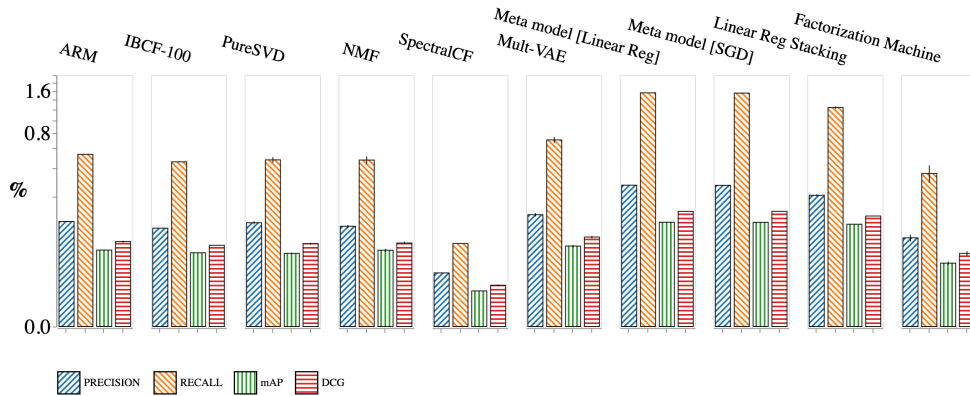 ARM
IBCF-100
PureSVD
NMF
SpectralCF
Mult-VAE
Meta model [Linear Reg]
Meta model [SGD]
Linear Reg Stacking
Factorization Machine
1.6
0.8
%
0.0
PRECISION RECALL mAP DCG